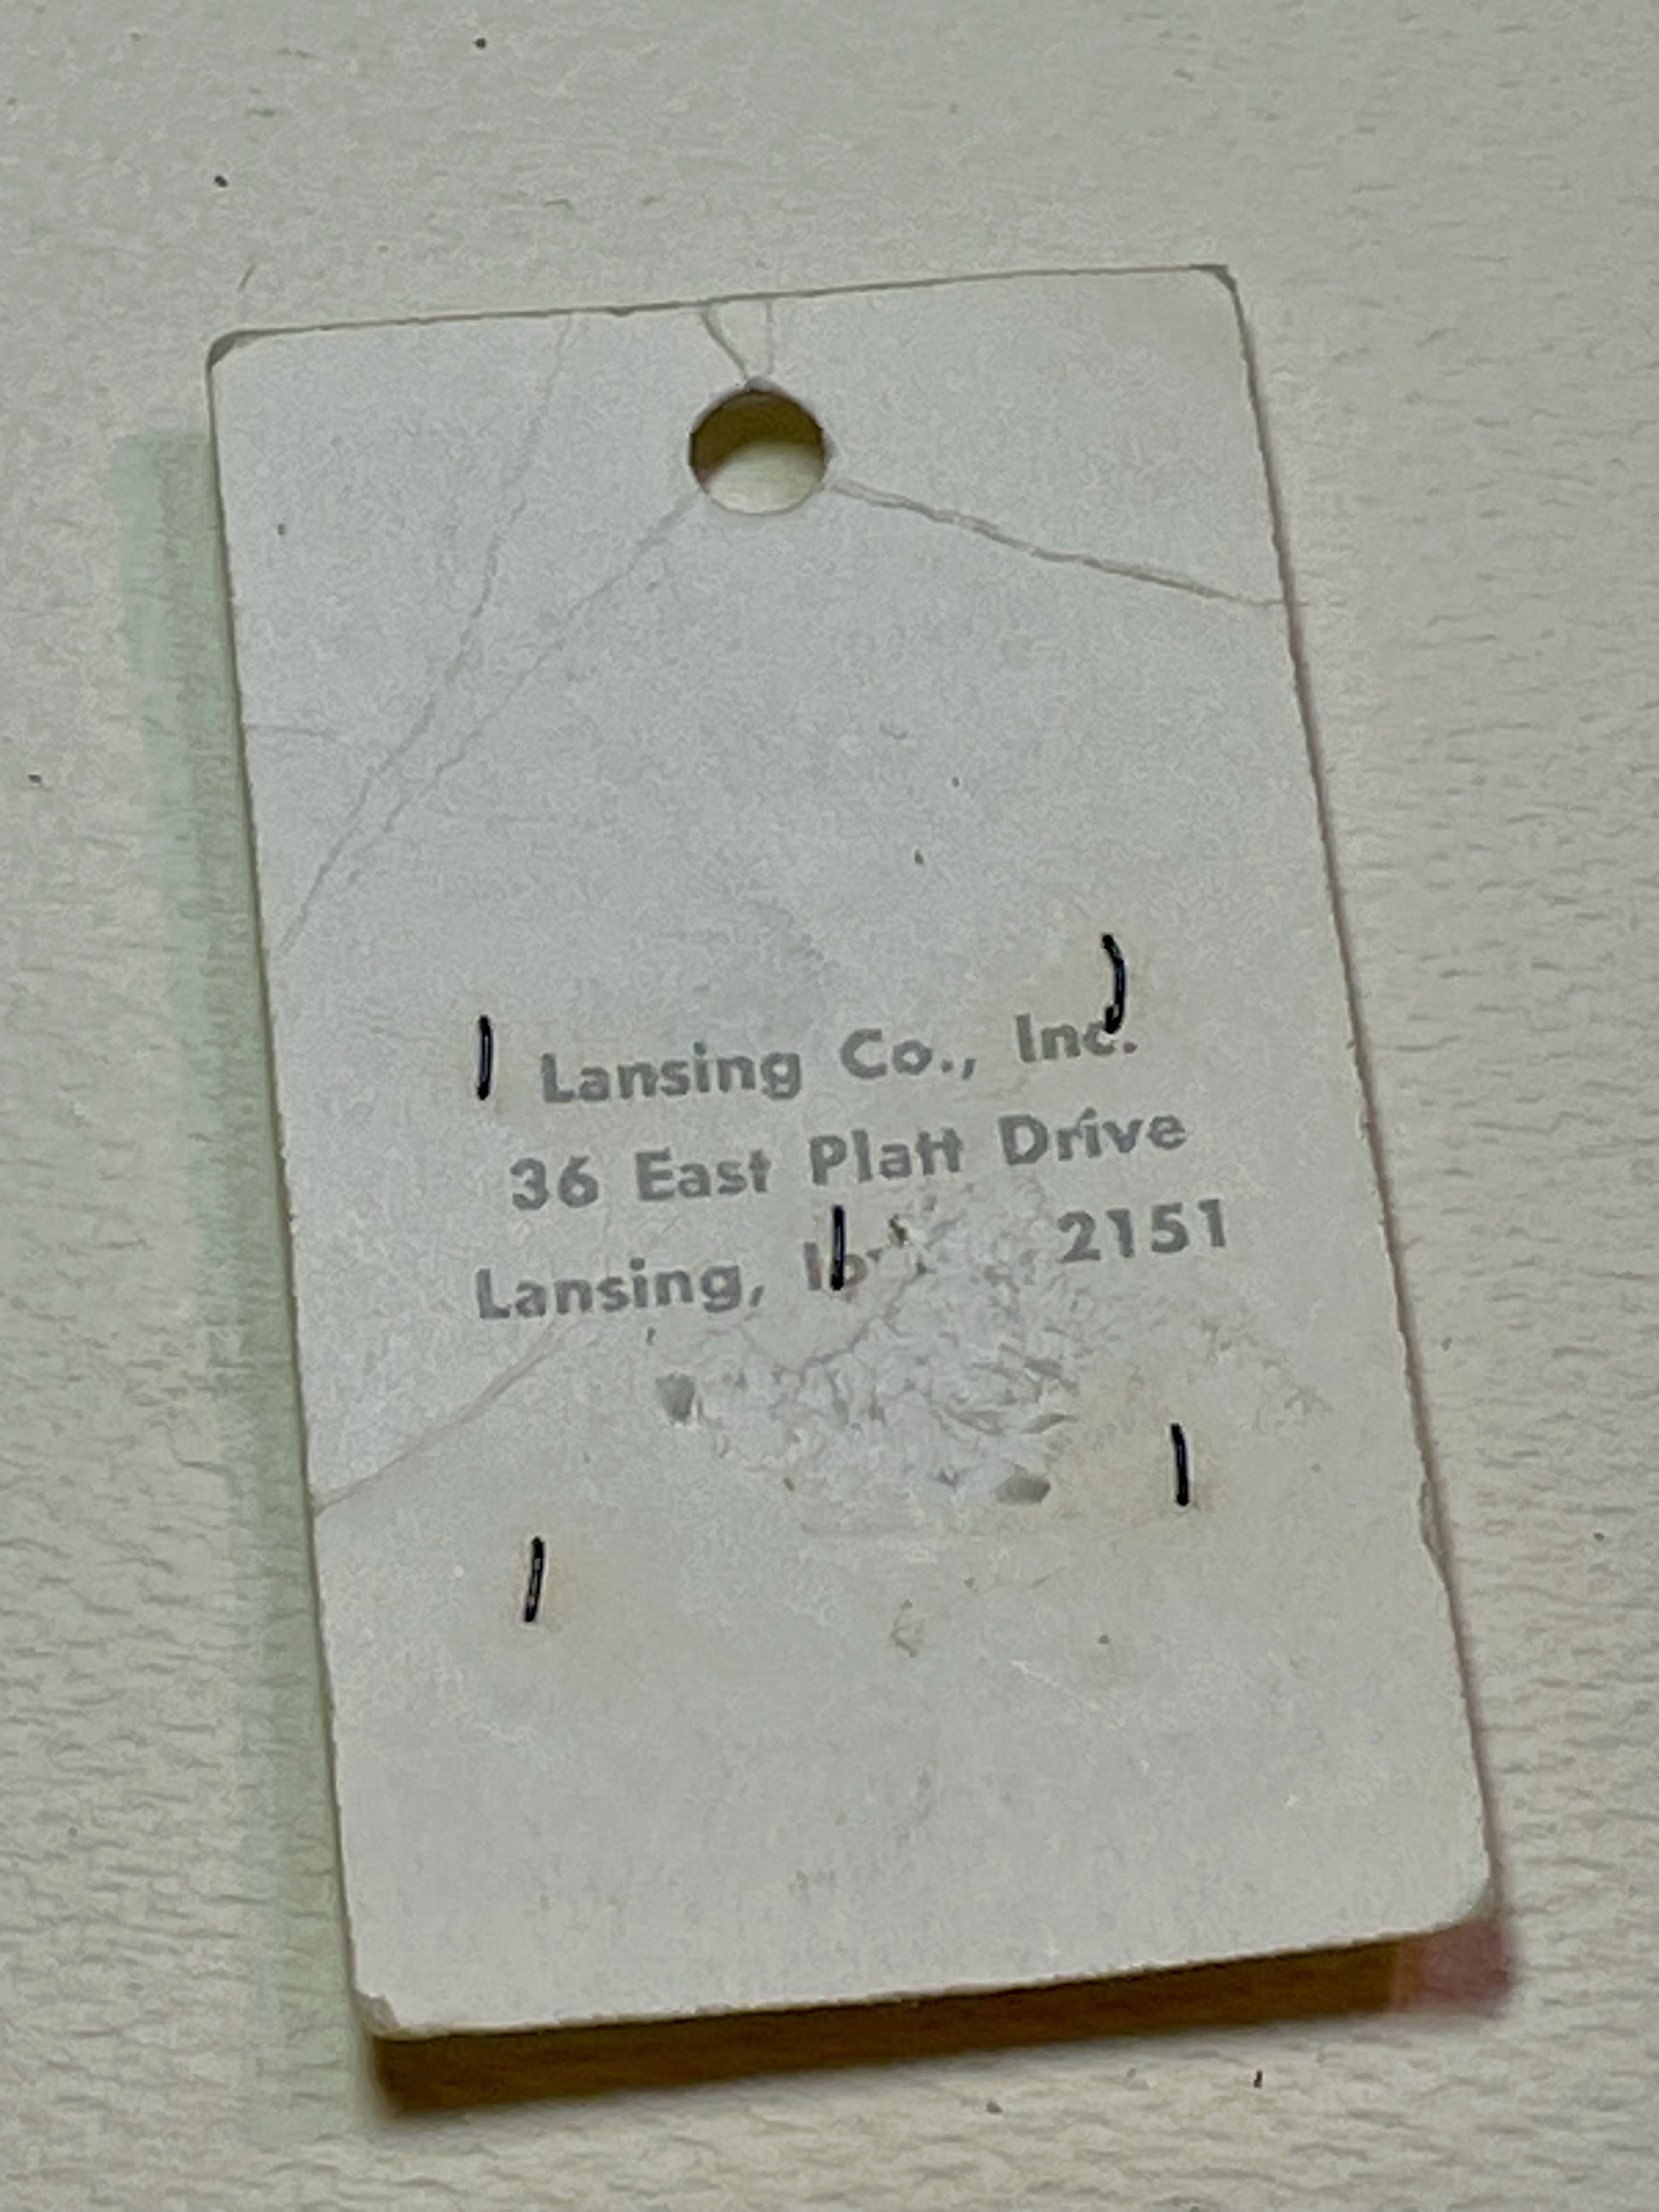 Lansing Co., Inc.
36 East Platt Drive
Lansing, 2151